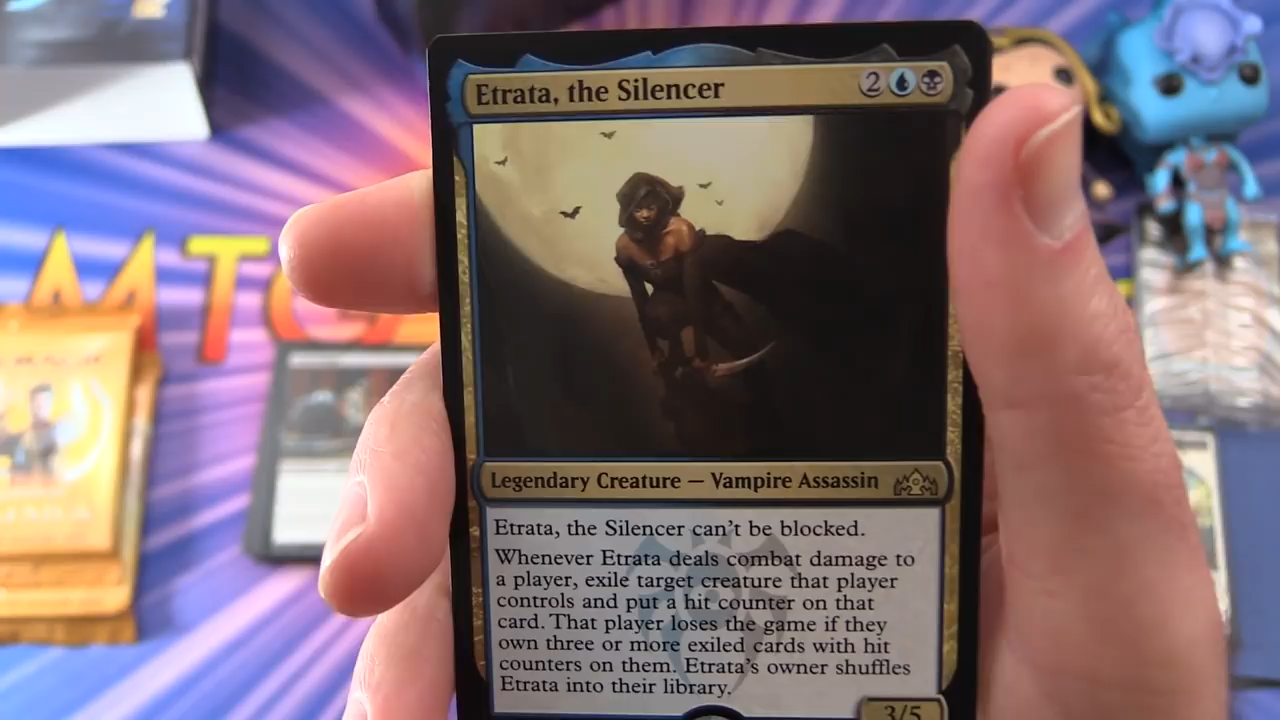 Etrata, the Silencer 2
MTG
Legendary Creature — Vampire Assassin
Etrata, the Silencer can't be blocked.
Whenever Etrata deals combat damage to
a player, exile target creature that player
controls and put a hit counter on that
card. That player loses the game if they
own three or more exiled cards with hit
counters on them. Etrata's owner shuffles
Etrata into their library.
3/5